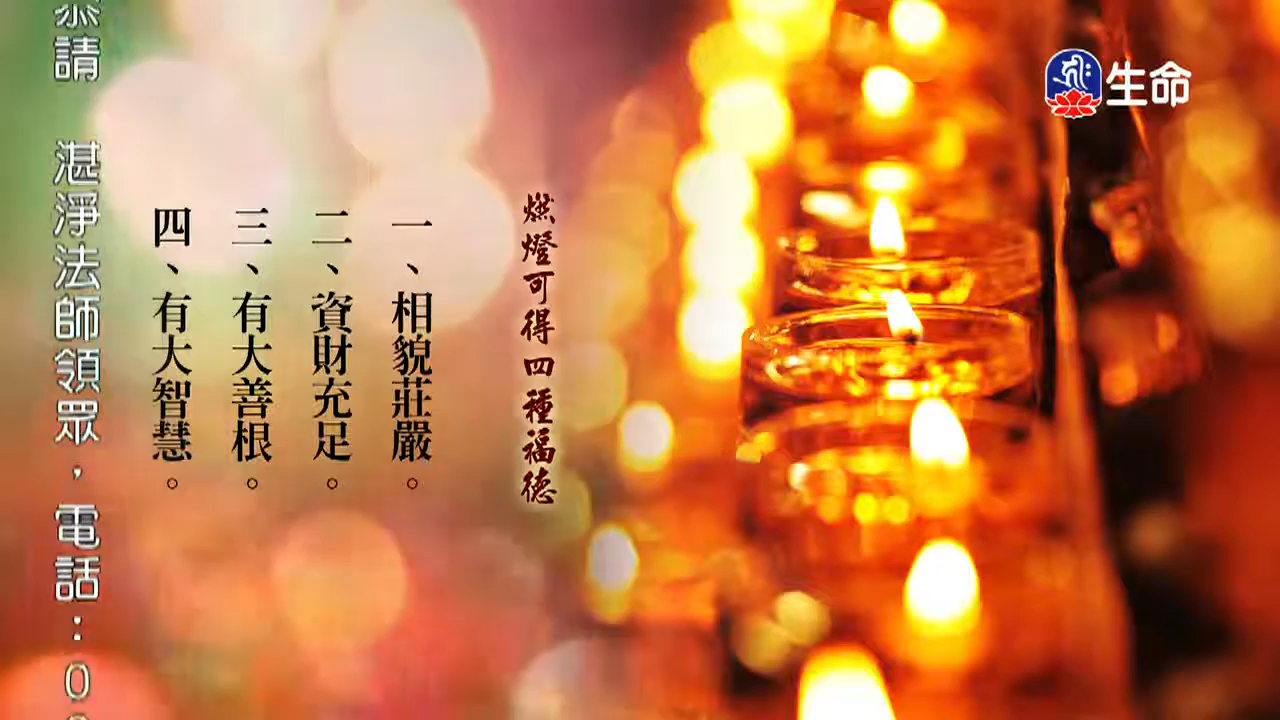 生命
燃燈可得四種福德
一、相貌莊嚴。
二、資財充足。
三、有大善根。
四、有大智慧。
恭請　湛淨法師領眾，電話：0